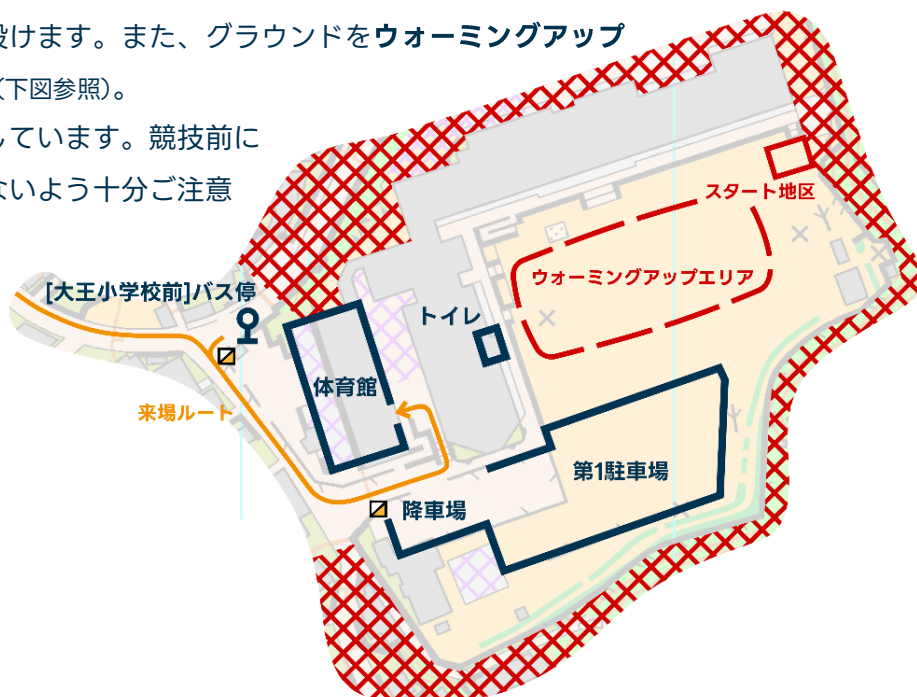 設けます。また、グラウンドをウォーミングアップ
(下図参照)。
しています。競技前に
ないよう十分ご注意
スタート地区
ウォーミングアップエリア
[大王小学校前]バス停
トイレ
体育館
来場ルート
第1駐車場
降車場